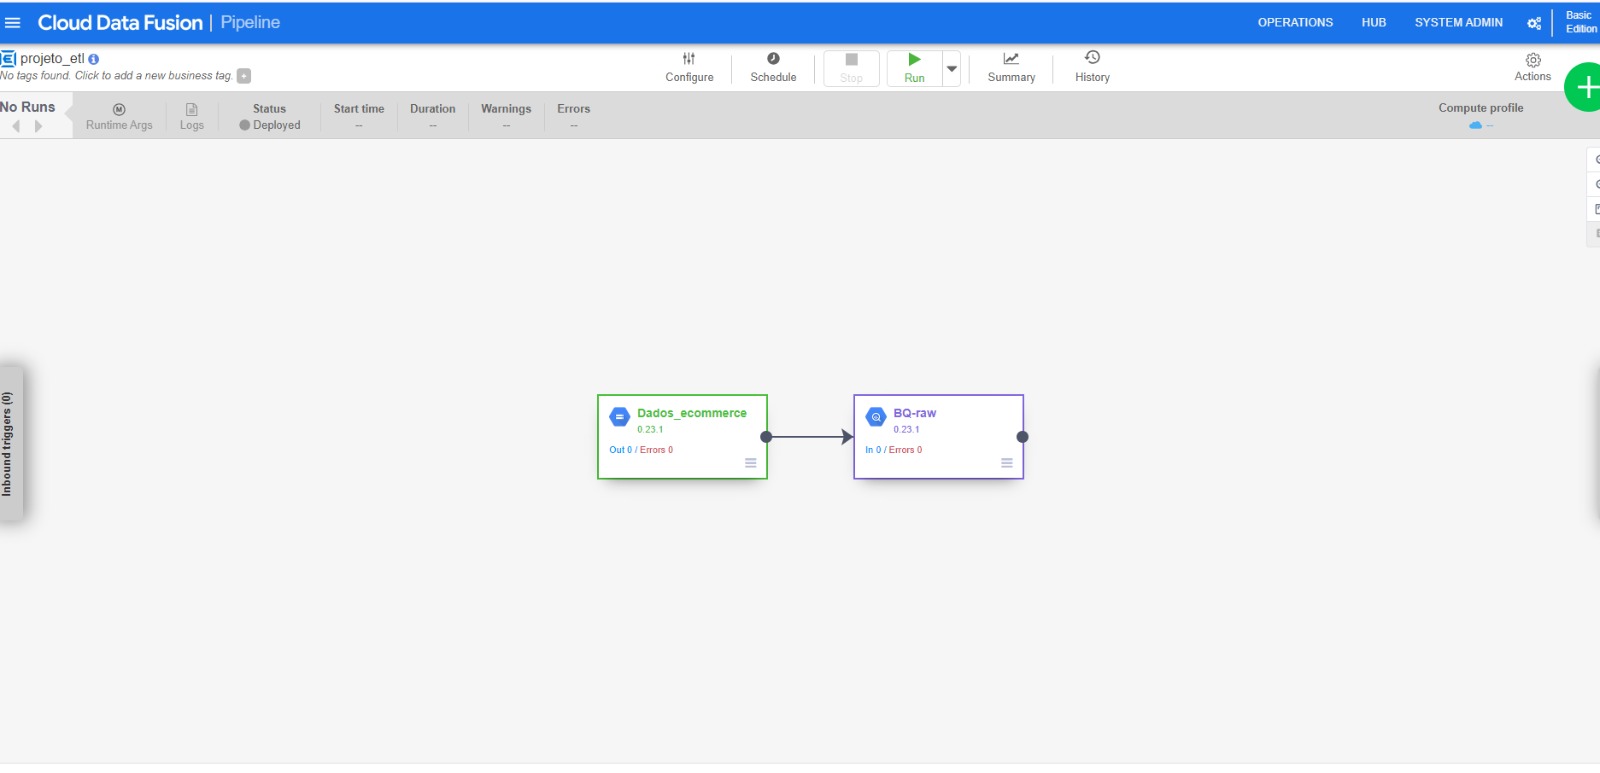 Cloud Data Fusion | Pipeline
OPERATIONS
HUB
SYSTEM ADMIN
Basic
Edition
projeto_etl
No tags found. Click to add a new business tag.
Configure
Schedule
Stop
Run
Summary
History
Actions
No Runs
Runtime Args
Logs
Status
Deployed
Start time
--
Duration
--
Warnings
--
Errors
--
Compute profile
--
Inbound triggers (0)
Dados_ecommerce
0.23.1
Out 0 / Errors 0
BQ-raw
0.23.1
In 0 / Errors 0